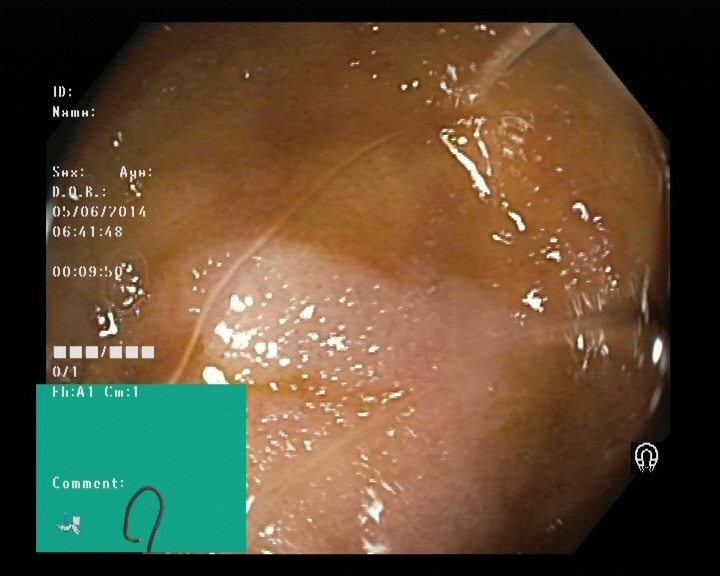 ID:
Name:
Sex: Age:
D.O.B.:
05/06/2014
06:41:48
00:09:50
■■■/■■■
0/1
Eh:A1 Cm:1
Comment: